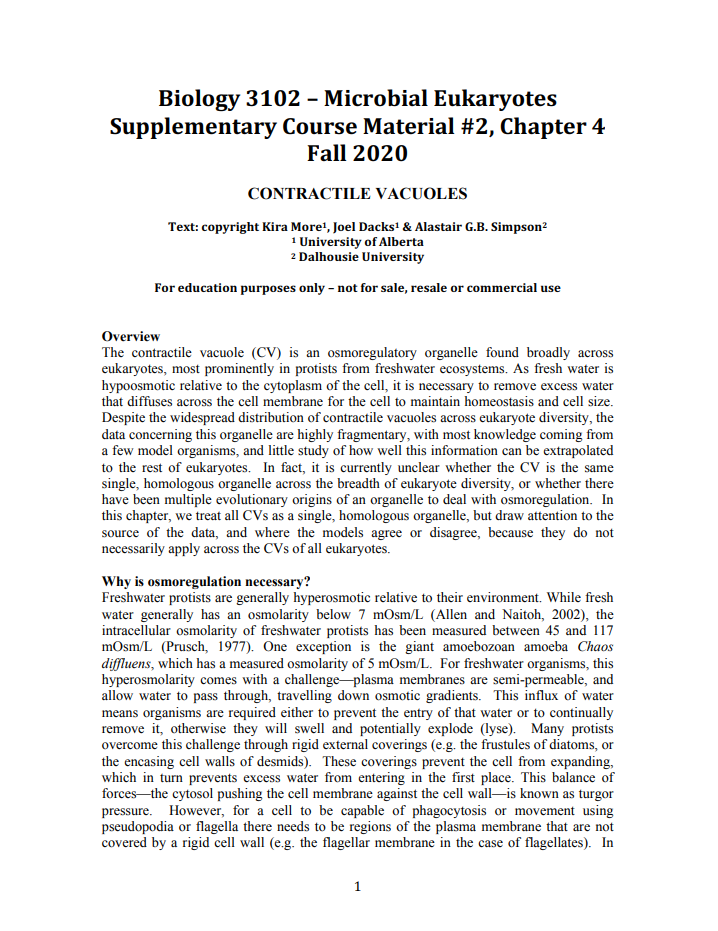 Biology 3102 – Microbial Eukaryotes
Supplementary Course Material #2, Chapter 4
Fall 2020
CONTRACTILE VACUOLES
Text: copyright Kira More¹, Joel Dacks¹ & Alastair G.B. Simpson²
¹ University of Alberta
² Dalhousie University
For education purposes only – not for sale, resale or commercial use
Overview
The contractile vacuole (CV) is an osmoregulatory organelle found broadly across
eukaryotes, most prominently in protists from freshwater ecosystems. As fresh water is
hypoosmotic relative to the cytoplasm of the cell, it is necessary to remove excess water
that diffuses across the cell membrane for the cell to maintain homeostasis and cell size.
Despite the widespread distribution of contractile vacuoles across eukaryote diversity, the
data concerning this organelle are highly fragmentary, with most knowledge coming from
a few model organisms, and little study of how well this information can be extrapolated
to the rest of eukaryotes. In fact, it is currently unclear whether the CV is the same
single, homologous organelle across the breadth of eukaryote diversity, or whether there
have been multiple evolutionary origins of an organelle to deal with osmoregulation. In
this chapter, we treat all CVs as a single, homologous organelle, but draw attention to the
source of the data, and where the models agree or disagree, because they do not
necessarily apply across the CVs of all eukaryotes.
Why is osmoregulation necessary?
Freshwater protists are generally hyperosmotic relative to their environment. While fresh
water generally has an osmolarity below 7 mOsm/L (Allen and Naitoh, 2002), the
intracellular osmolarity of freshwater protists has been measured between 45 and 117
mOsm/L (Prusch, 1977). One exception is the giant amoebozoan amoeba Chaos
diffluens, which has a measured osmolarity of 5 mOsm/L. For freshwater organisms, this
hyperosmolarity comes with a challenge—plasma membranes are semi-permeable, and
allow water to pass through, travelling down osmotic gradients. This influx of water
means organisms are required either to prevent the entry of that water or to continually
remove it, otherwise they will swell and potentially explode (lyse). Many protists
overcome this challenge through rigid external coverings (e.g. the frustules of diatoms, or
the encasing cell walls of desmids). These coverings prevent the cell from expanding,
which in turn prevents excess water from entering in the first place. This balance of
forces—the cytosol pushing the cell membrane against the cell wall—is known as turgor
pressure. However, for a cell to be capable of phagocytosis or movement using
pseudopodia or flagella there needs to be regions of the plasma membrane that are not
covered by a rigid cell wall (e.g. the flagellar membrane in the case of flagellates). In
1